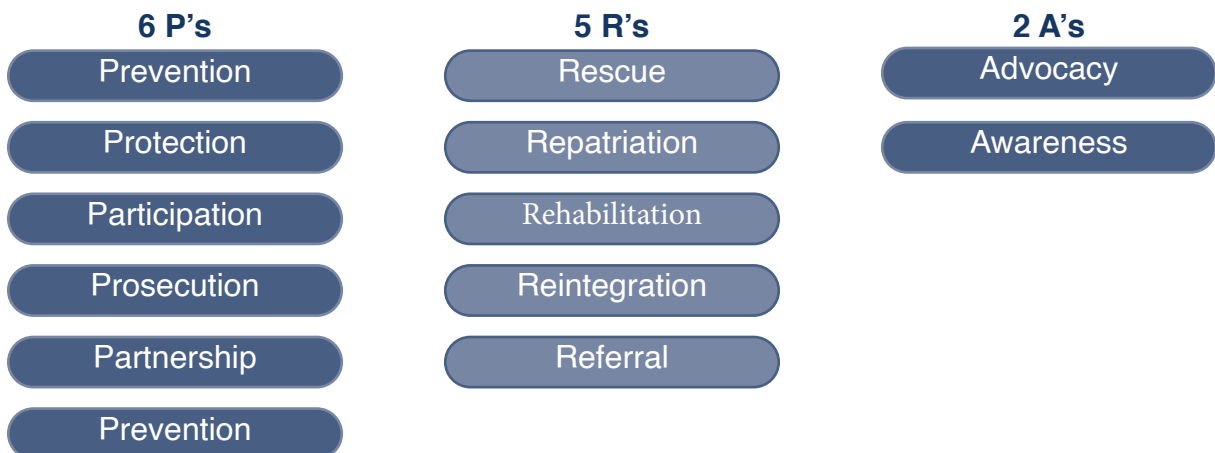 6 P's
Prevention
Protection
Participation
Prosecution
Partnership
Prevention
5 R's
Rescue
Repatriation
Rehabilitation
Reintegration
Referral
2 A's
Advocacy
Awareness